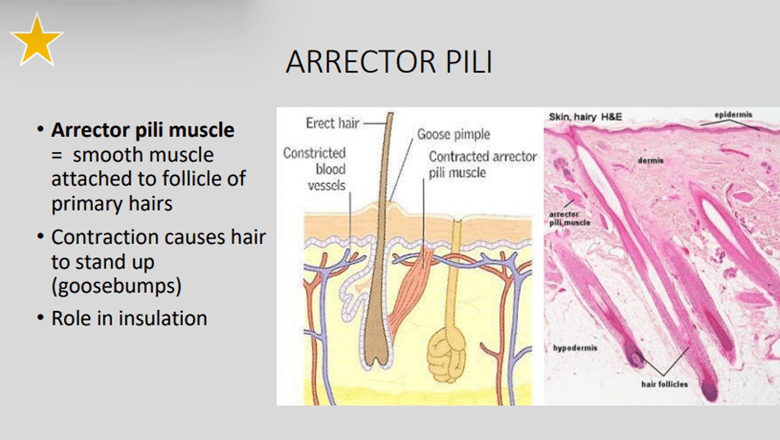 ARRECTOR PILI
• Arrector pili muscle
= smooth muscle
attached to follicle of
primary hairs
• Contraction causes hair
to stand up
(goosebumps)
• Role in insulation
Erect hair
Goose pimple
Constricted
blood
vessels
Contracted arrector
pili muscle
Skin, hairy H&E
epidermis
dermis
arrector
pili muscle
hypodermis
hair follicles